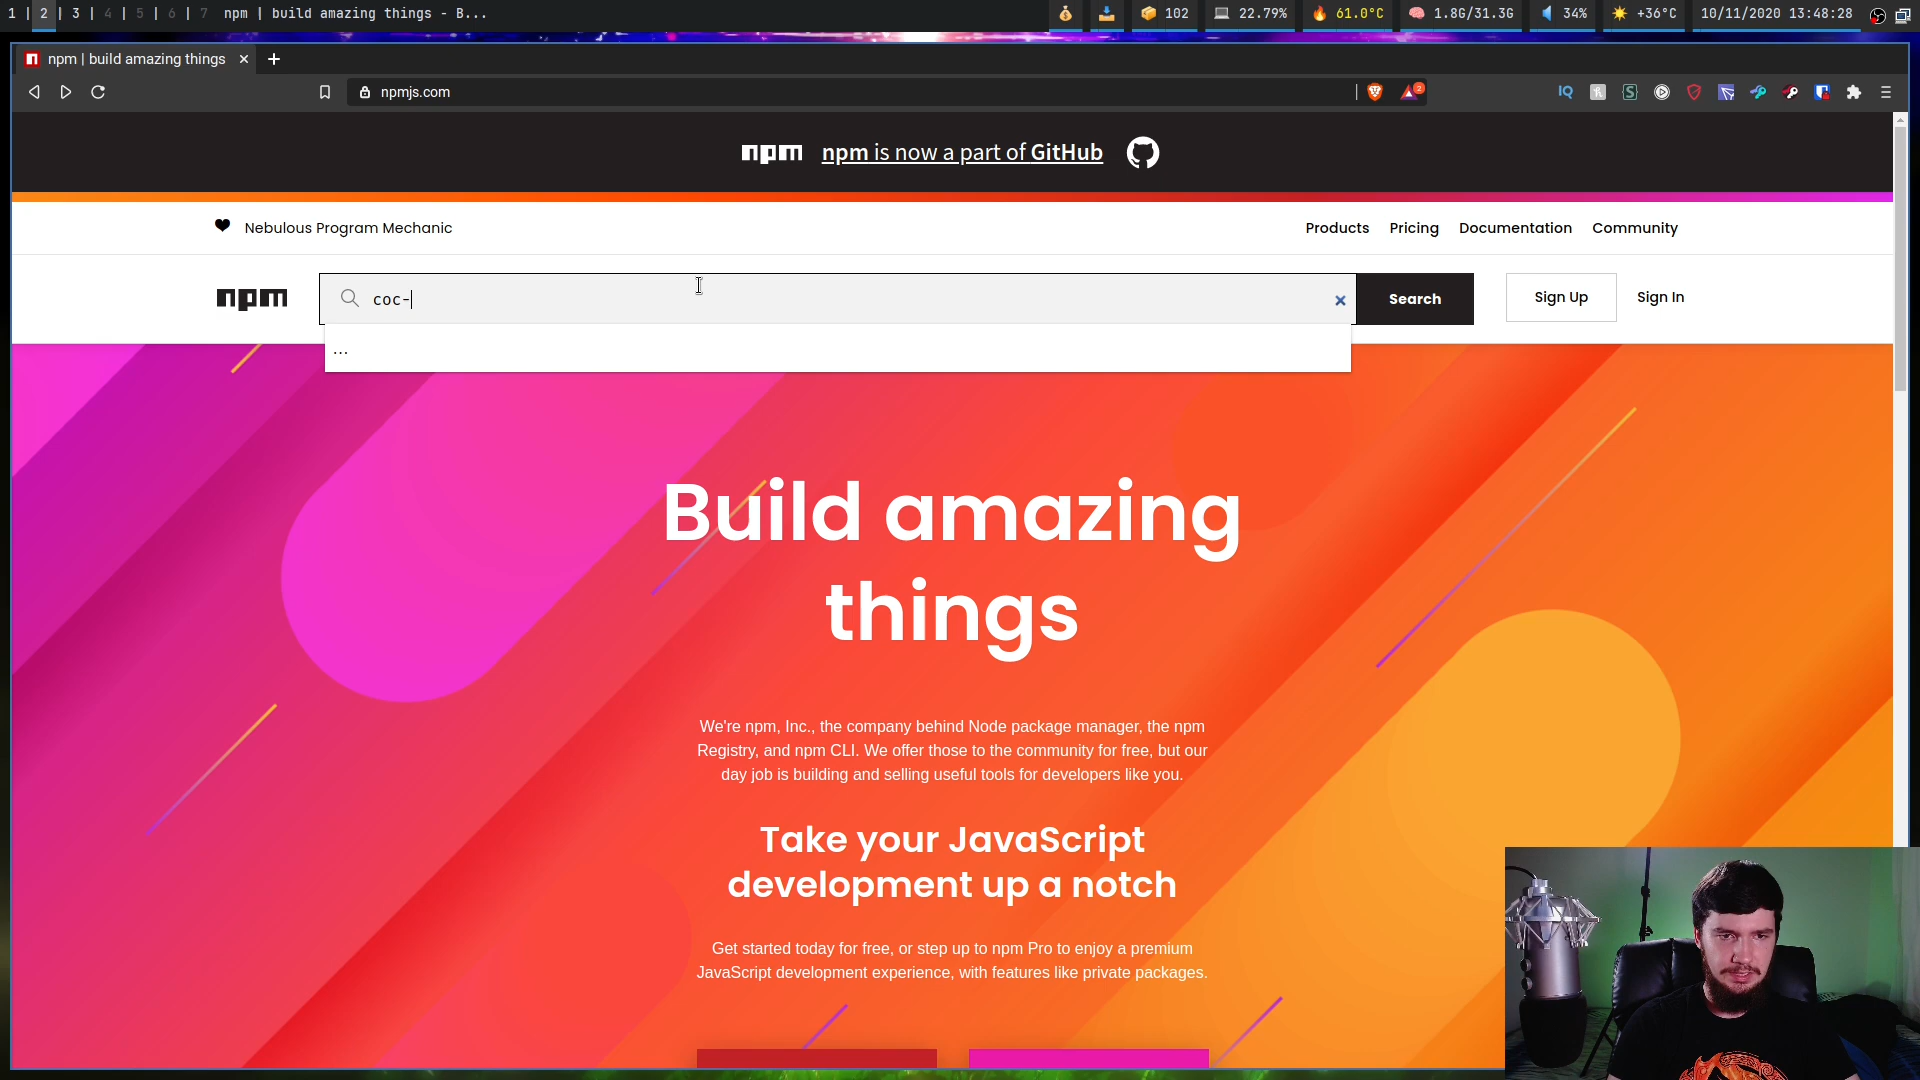 1 | 2 | 3 | 4 | 5 | 6 | 7 npm | build amazing things - B... 102 22.79% 61.0°C 1.8G/31.3G 34% +36°C 10/11/2020 13:48:28
npm | build amazing things
npmjs.com
2
IQ
npm npm is now a part of GitHub
Nebulous Program Mechanic
Products Pricing Documentation Community
npm
coc-
Search
Sign Up
Sign In
...
Build amazing
things
We're npm, Inc., the company behind Node package manager, the npm
Registry, and npm CLI. We offer those to the community for free, but our
day job is building and selling useful tools for developers like you.
Take your JavaScript
development up a notch
Get started today for free, or step up to npm Pro to enjoy a premium
JavaScript development experience, with features like private packages.